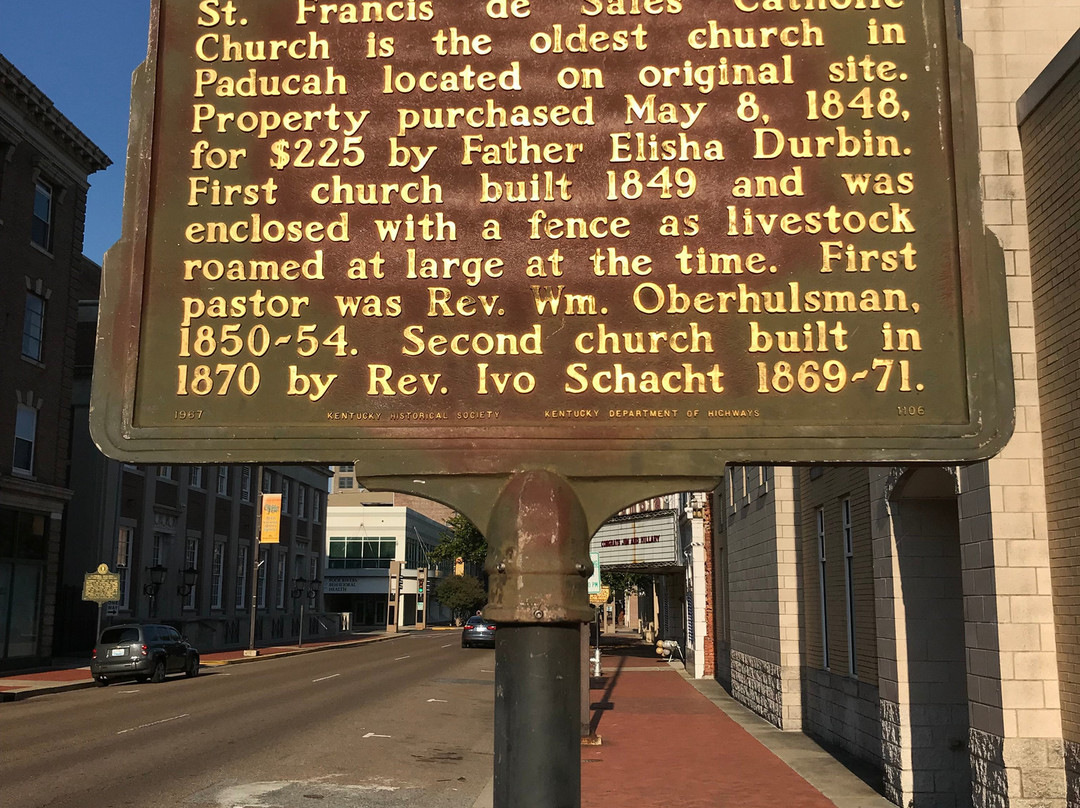 St. Francis de Sales Catholic
Church is the oldest church in
Paducah located on original site.
Property purchased May 8, 1848,
for $225 by Father Elisha Durbin.
First church built 1849 and was
enclosed with a fence as livestock
roamed at large at the time. First
pastor was Rev. Wm. Oberhulsman,
1850-54. Second church built in
1870 by Rev. Ivo Schacht 1869-71.
1967 KENTUCKY HISTORICAL SOCIETY KENTUCKY DEPARTMENT OF HIGHWAYS 1106